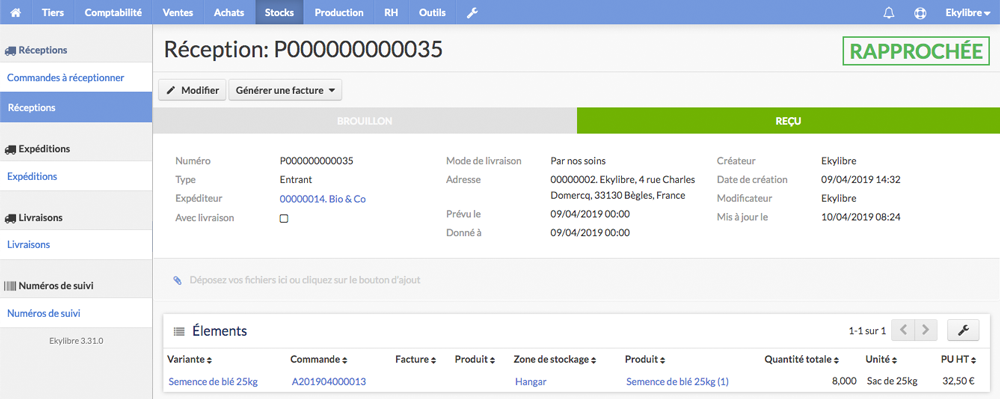 Tiers Comptabilité Ventes Achats Stocks Production RH Outils Ekylibre
Réceptions
Commandes à réceptionner
Réceptions
Expéditions
Expéditions
Livraisons
Livraisons
Numéros de suivi
Numéros de suivi
Ekylibre 3.31.0
Réception: P000000000035
RAPPROCHÉE
Modifier Générer une facture
BROUILLON REÇU
Numéro P000000000035
Type Entrant
Expéditeur 00000014. Bio & Co
Avec livraison
Mode de livraison Par nos soins
Adresse 00000002. Ekylibre, 4 rue Charles
Domercq, 33130 Bègles, France
Prévu le 09/04/2019 00:00
Donné à 09/04/2019 00:00
Créateur Ekylibre
Date de création 09/04/2019 14:32
Modificateur Ekylibre
Mis à jour le 10/04/2019 08:24
Déposez vos fichiers ici ou cliquez sur le bouton d'ajout
Élements 1-1 sur 1
Variante Commande Facture Produit Zone de stockage Produit Quantité totale Unité PU HT
Semence de blé 25kg A201904000013 Hangar Semence de blé 25kg (1) 8,000 Sac de 25kg 32,50 €